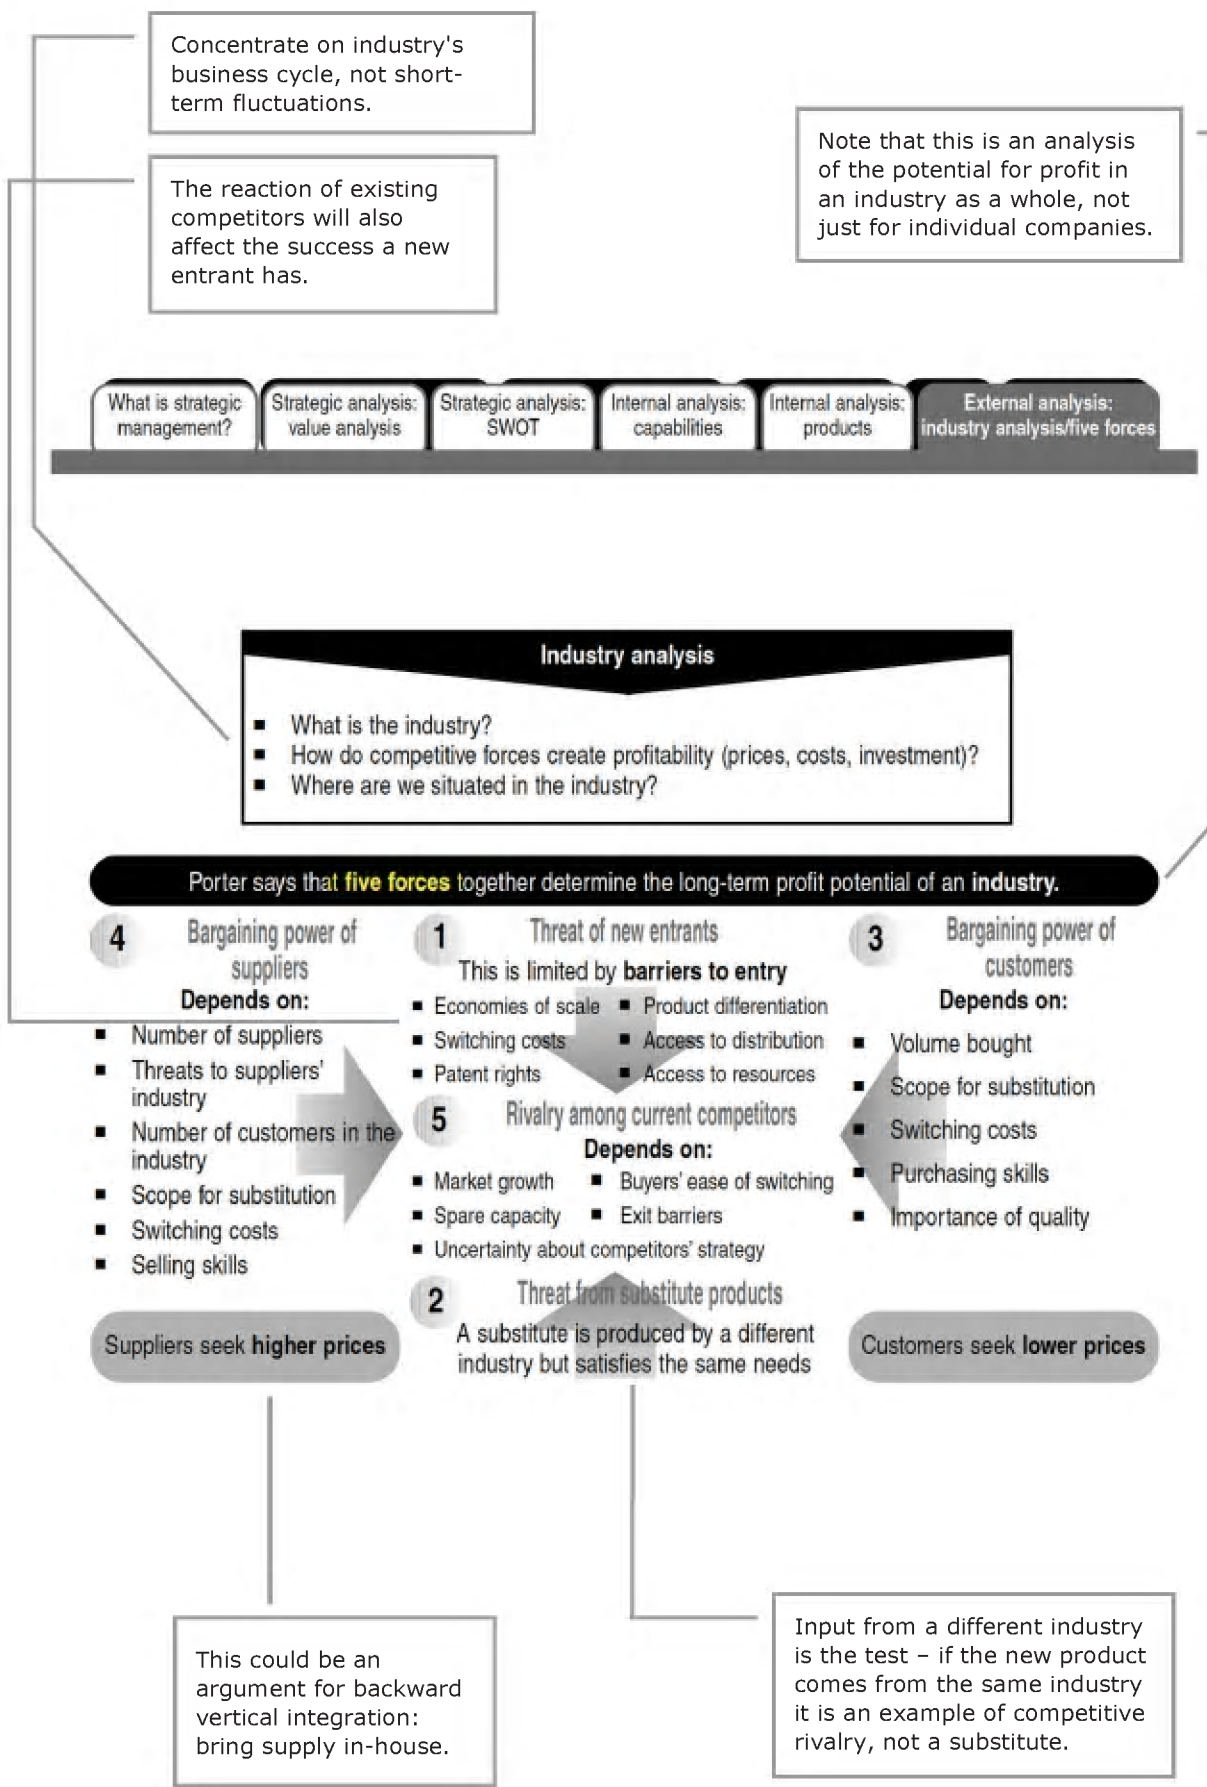 Concentrate on industry's
business cycle, not short-
term fluctuations.
The reaction of existing
competitors will also
affect the success a new
entrant has.
Note that this is an analysis
of the potential for profit in
an industry as a whole, not
just for individual companies.
What is strategic
management?
Strategic analysis:
value analysis
Strategic analysis:
SWOT
Internal analysis:
capabilities
Internal analysis:
products
External analysis:
industry analysis/five forces
Industry analysis
■ What is the industry?
■ How do competitive forces create profitability (prices, costs, investment)?
■ Where are we situated in the industry?
Porter says that five forces together determine the long-term profit potential of an industry.
4 Bargaining power of
suppliers
Depends on:
■ Number of suppliers
■ Threats to suppliers'
industry
■ Number of customers in the
industry
■ Scope for substitution
■ Switching costs
■ Selling skills
Suppliers seek higher prices
1 Threat of new entrants
This is limited by barriers to entry
■ Economies of scale ■ Product differentiation
■ Switching costs ■ Access to distribution
■ Patent rights ■ Access to resources
5 Rivalry among current competitors
Depends on:
■ Market growth ■ Buyers' ease of switching
■ Spare capacity ■ Exit barriers
■ Uncertainty about competitors' strategy
2 Threat from substitute products
A substitute is produced by a different
industry but satisfies the same needs
3 Bargaining power of
customers
Depends on:
■ Volume bought
■ Scope for substitution
■ Switching costs
■ Purchasing skills
■ Importance of quality
Customers seek lower prices
This could be an
argument for backward
vertical integration:
bring supply in-house.
Input from a different industry
is the test – if the new product
comes from the same industry
it is an example of competitive
rivalry, not a substitute.